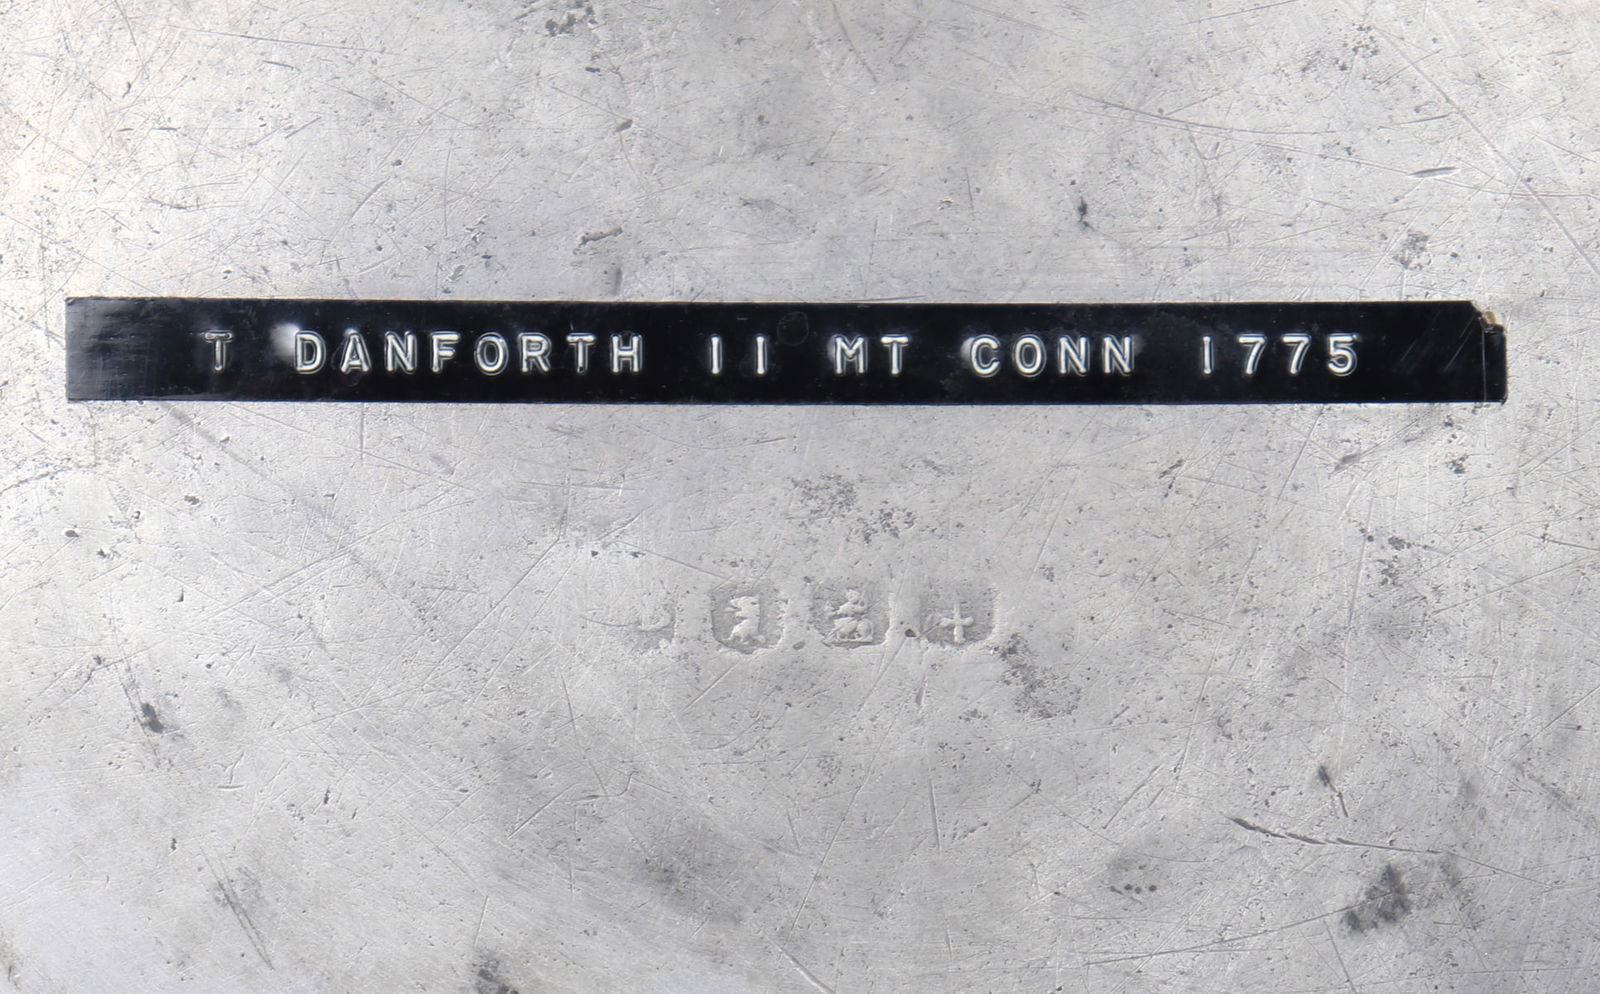 T DANFORTH II MT CONN 1775